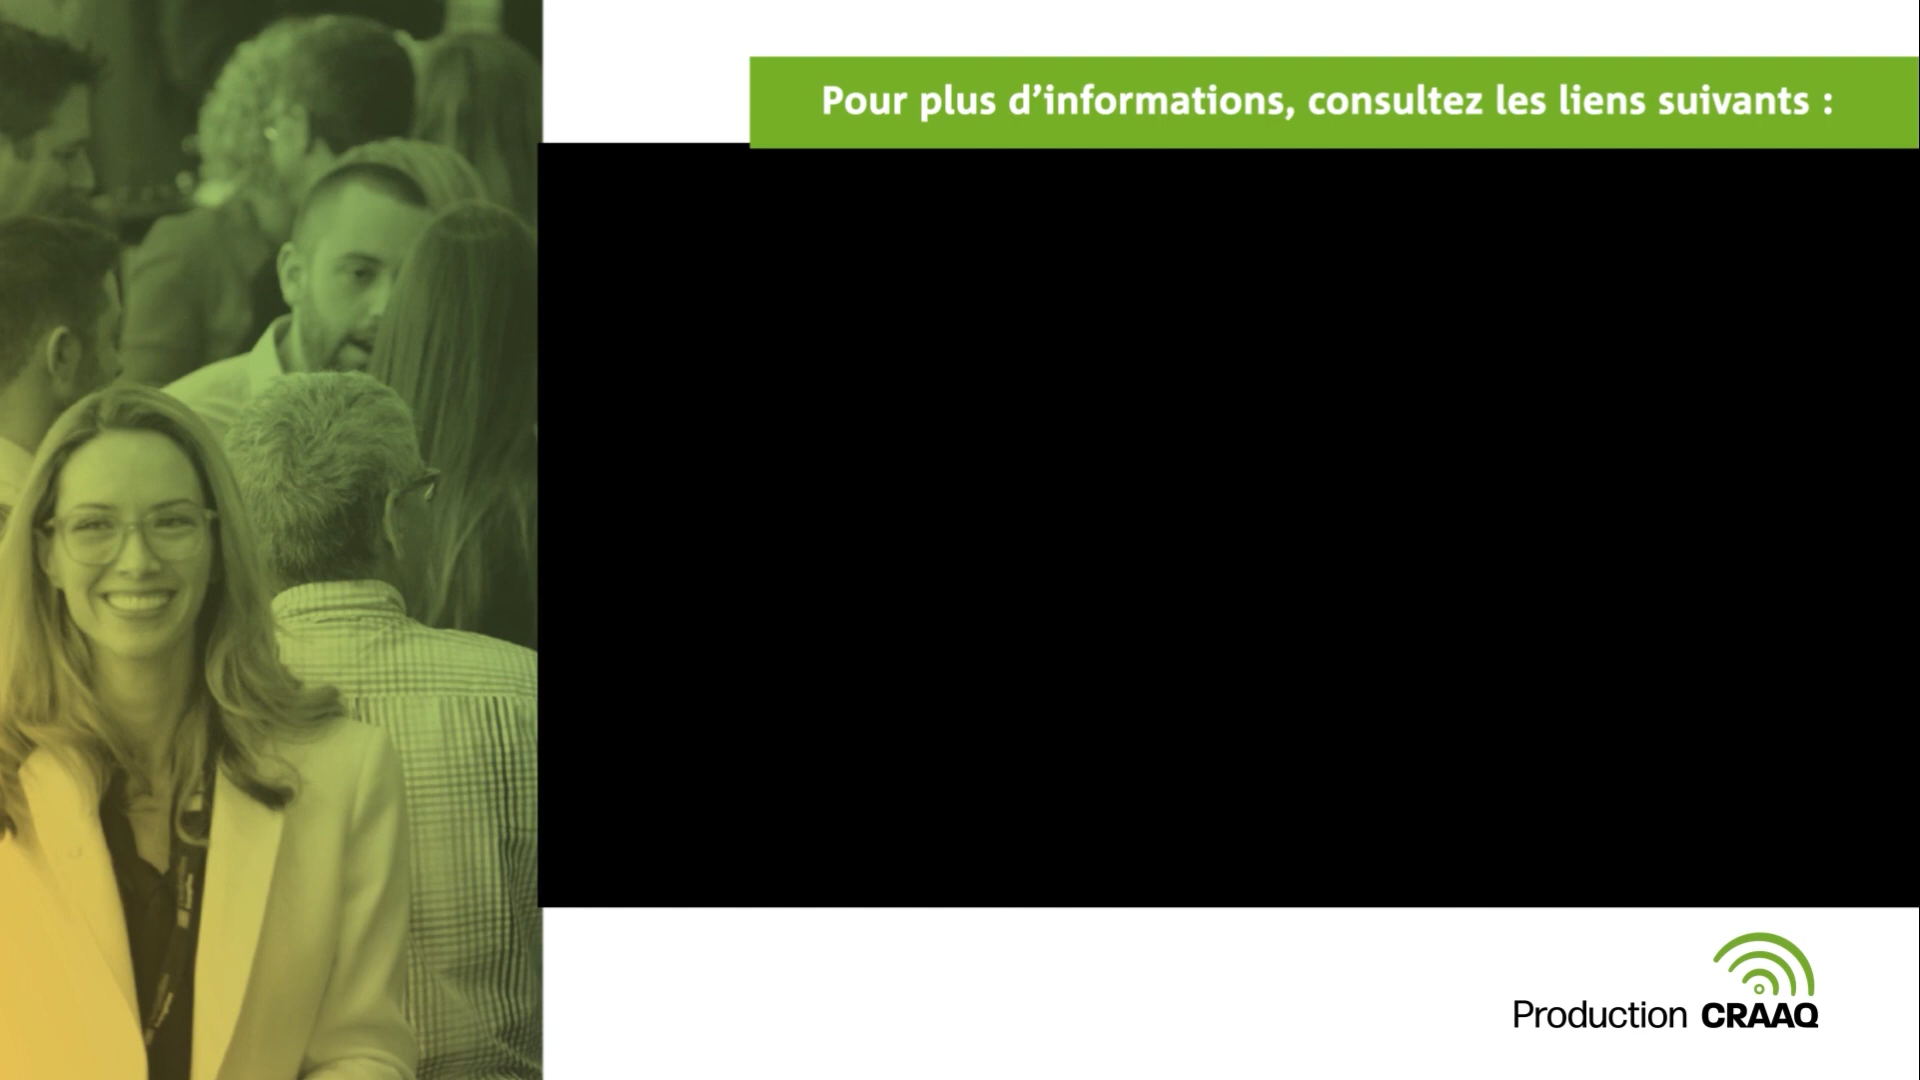 Pour plus d’informations, consultez les liens suivants :
Production CRAAQ